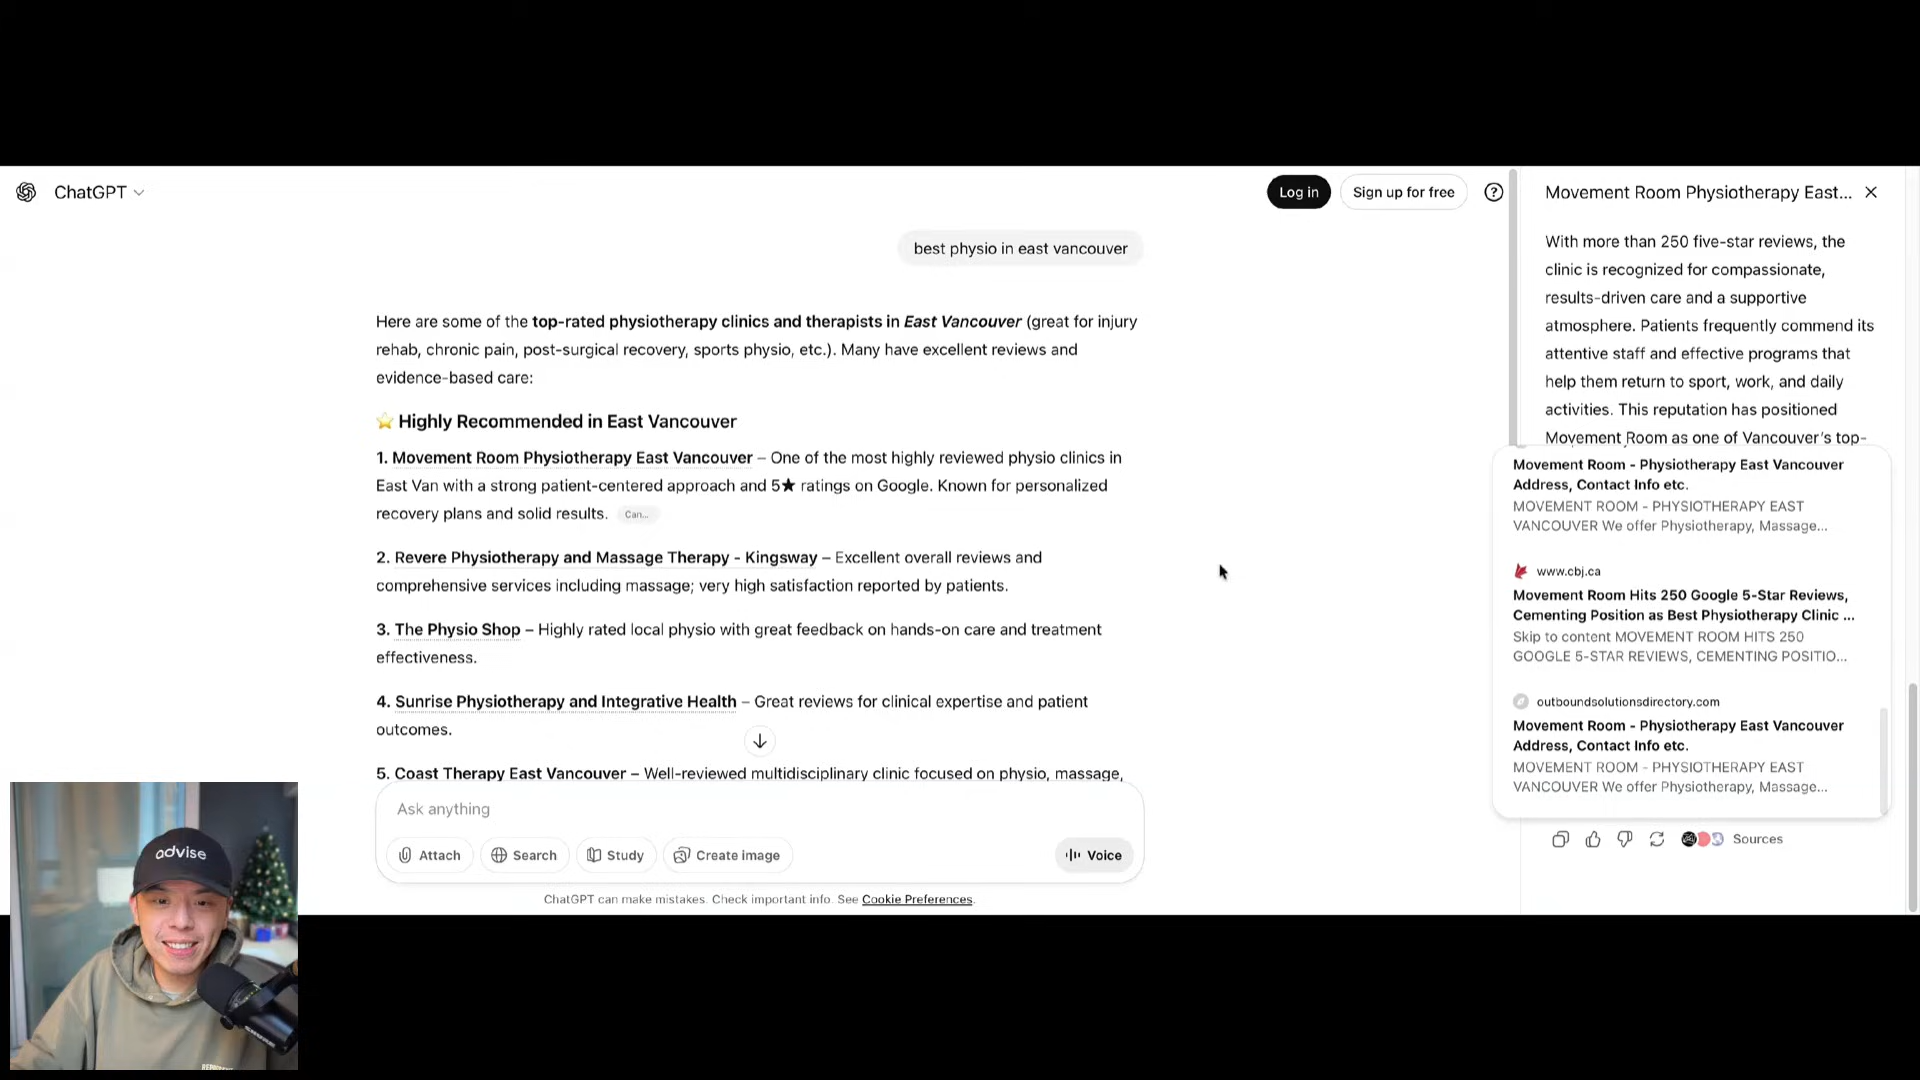 ChatGPT
Log in
Sign up for free
best physio in east vancouver
Here are some of the top-rated physiotherapy clinics and therapists in East Vancouver (great for injury
rehab, chronic pain, post-surgical recovery, sports physio, etc.). Many have excellent reviews and
evidence-based care:
⭐ Highly Recommended in East Vancouver
1. Movement Room Physiotherapy East Vancouver – One of the most highly reviewed physio clinics in
East Van with a strong patient-centered approach and 5★ ratings on Google. Known for personalized
recovery plans and solid results. Can...
2. Revere Physiotherapy and Massage Therapy - Kingsway – Excellent overall reviews and
comprehensive services including massage; very high satisfaction reported by patients.
3. The Physio Shop – Highly rated local physio with great feedback on hands-on care and treatment
effectiveness.
4. Sunrise Physiotherapy and Integrative Health – Great reviews for clinical expertise and patient
outcomes.
5. Coast Therapy East Vancouver – Well-reviewed multidisciplinary clinic focused on physio, massage,
Ask anything
Attach
Search
Study
Create image
Voice
ChatGPT can make mistakes. Check important info. See Cookie Preferences.
Movement Room Physiotherapy East...
With more than 250 five-star reviews, the
clinic is recognized for compassionate,
results-driven care and a supportive
atmosphere. Patients frequently commend its
attentive staff and effective programs that
help them return to sport, work, and daily
activities. This reputation has positioned
Movement Room as one of Vancouver's top-
Movement Room - Physiotherapy East Vancouver
Address, Contact Info etc.
MOVEMENT ROOM - PHYSIOTHERAPY EAST
VANCOUVER We offer Physiotherapy, Massage...
www.cbj.ca
Movement Room Hits 250 Google 5-Star Reviews,
Cementing Position as Best Physiotherapy Clinic ...
Skip to content MOVEMENT ROOM HITS 250
GOOGLE 5-STAR REVIEWS, CEMENTING POSITIO...
outboundsolutionsdirectory.com
Movement Room - Physiotherapy East Vancouver
Address, Contact Info etc.
MOVEMENT ROOM - PHYSIOTHERAPY EAST
VANCOUVER We offer Physiotherapy, Massage...
Sources
advise
SHURE